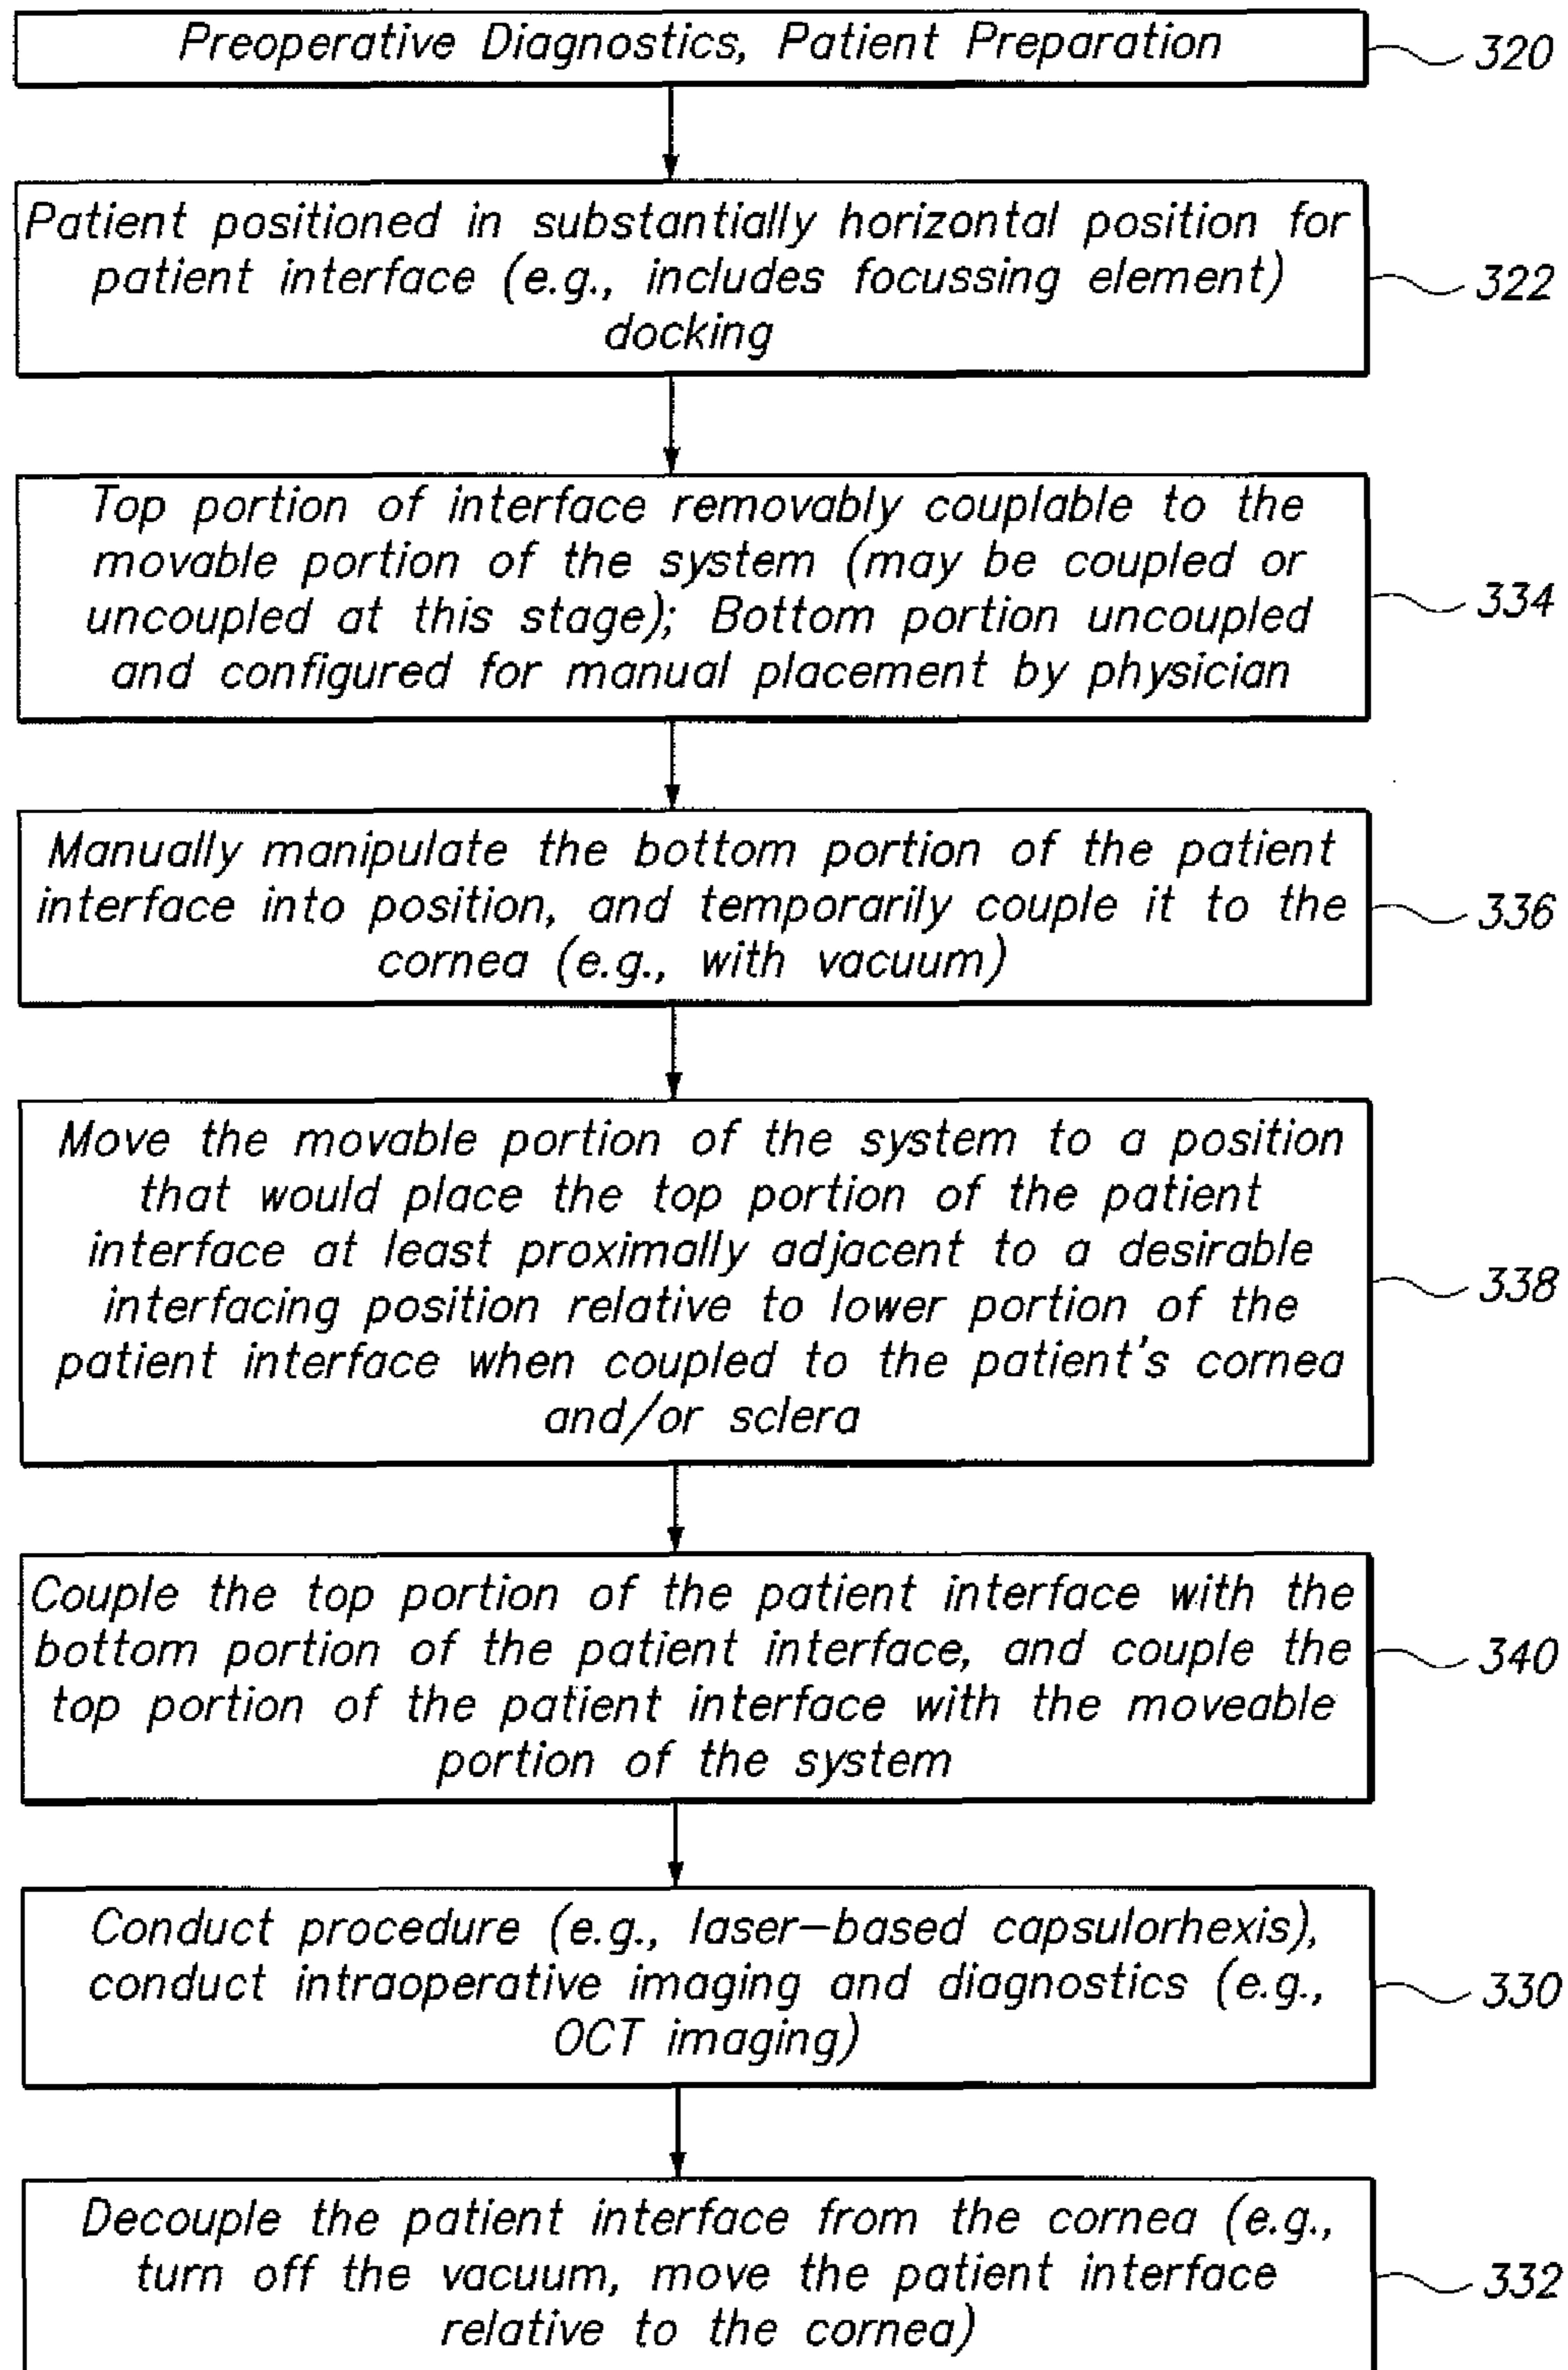 Preoperative Diagnostics, Patient Preparation
320
Patient positioned in substantially horizontal position for
patient interface (e.g., includes focussing element)
docking
322
Top portion of interface removably couplable to the
movable portion of the system (may be coupled or
uncoupled at this stage); Bottom portion uncoupled
and configured for manual placement by physician
334
Manually manipulate the bottom portion of the patient
interface into position, and temporarily couple it to the
cornea (e.g., with vacuum)
336
Move the movable portion of the system to a position
that would place the top portion of the patient
interface at least proximally adjacent to a desirable
interfacing position relative to lower portion of the
patient interface when coupled to the patient's cornea
and/or sclera
338
Couple the top portion of the patient interface with the
bottom portion of the patient interface, and couple the
top portion of the patient interface with the moveable
portion of the system
340
Conduct procedure (e.g., laser-based capsulorhexis),
conduct intraoperative imaging and diagnostics (e.g.,
OCT imaging)
330
Decouple the patient interface from the cornea (e.g.,
turn off the vacuum, move the patient interface
relative to the cornea)
332